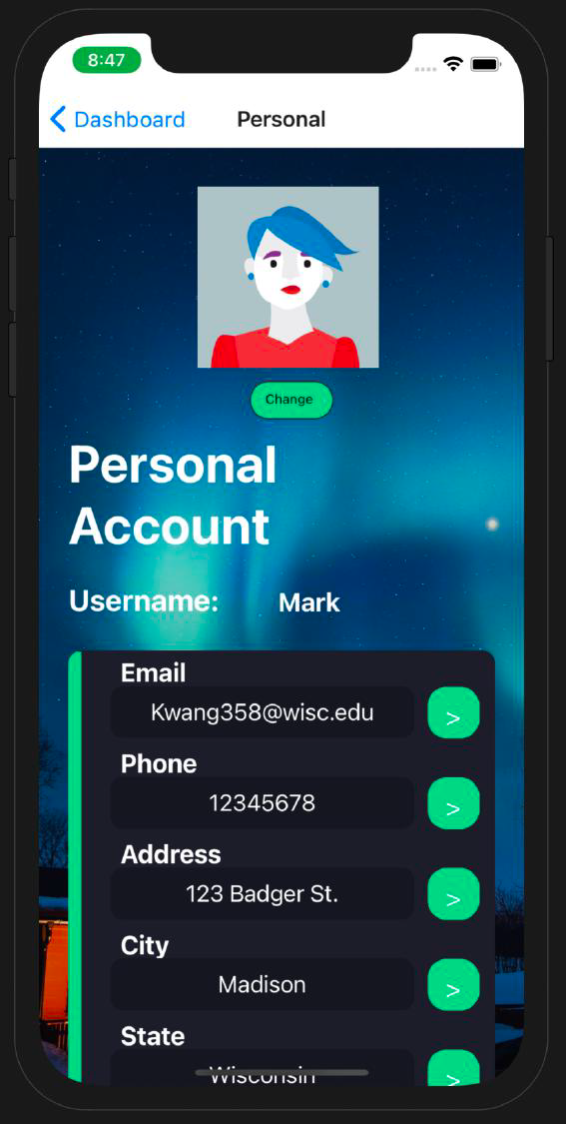 8:47
Dashboard
Personal
Change
Personal
Account
Username: Mark
Email
Kwang358@wisc.edu
>
Phone
12345678
>
Address
123 Badger St.
>
City
Madison
>
State
Wisconsin
>